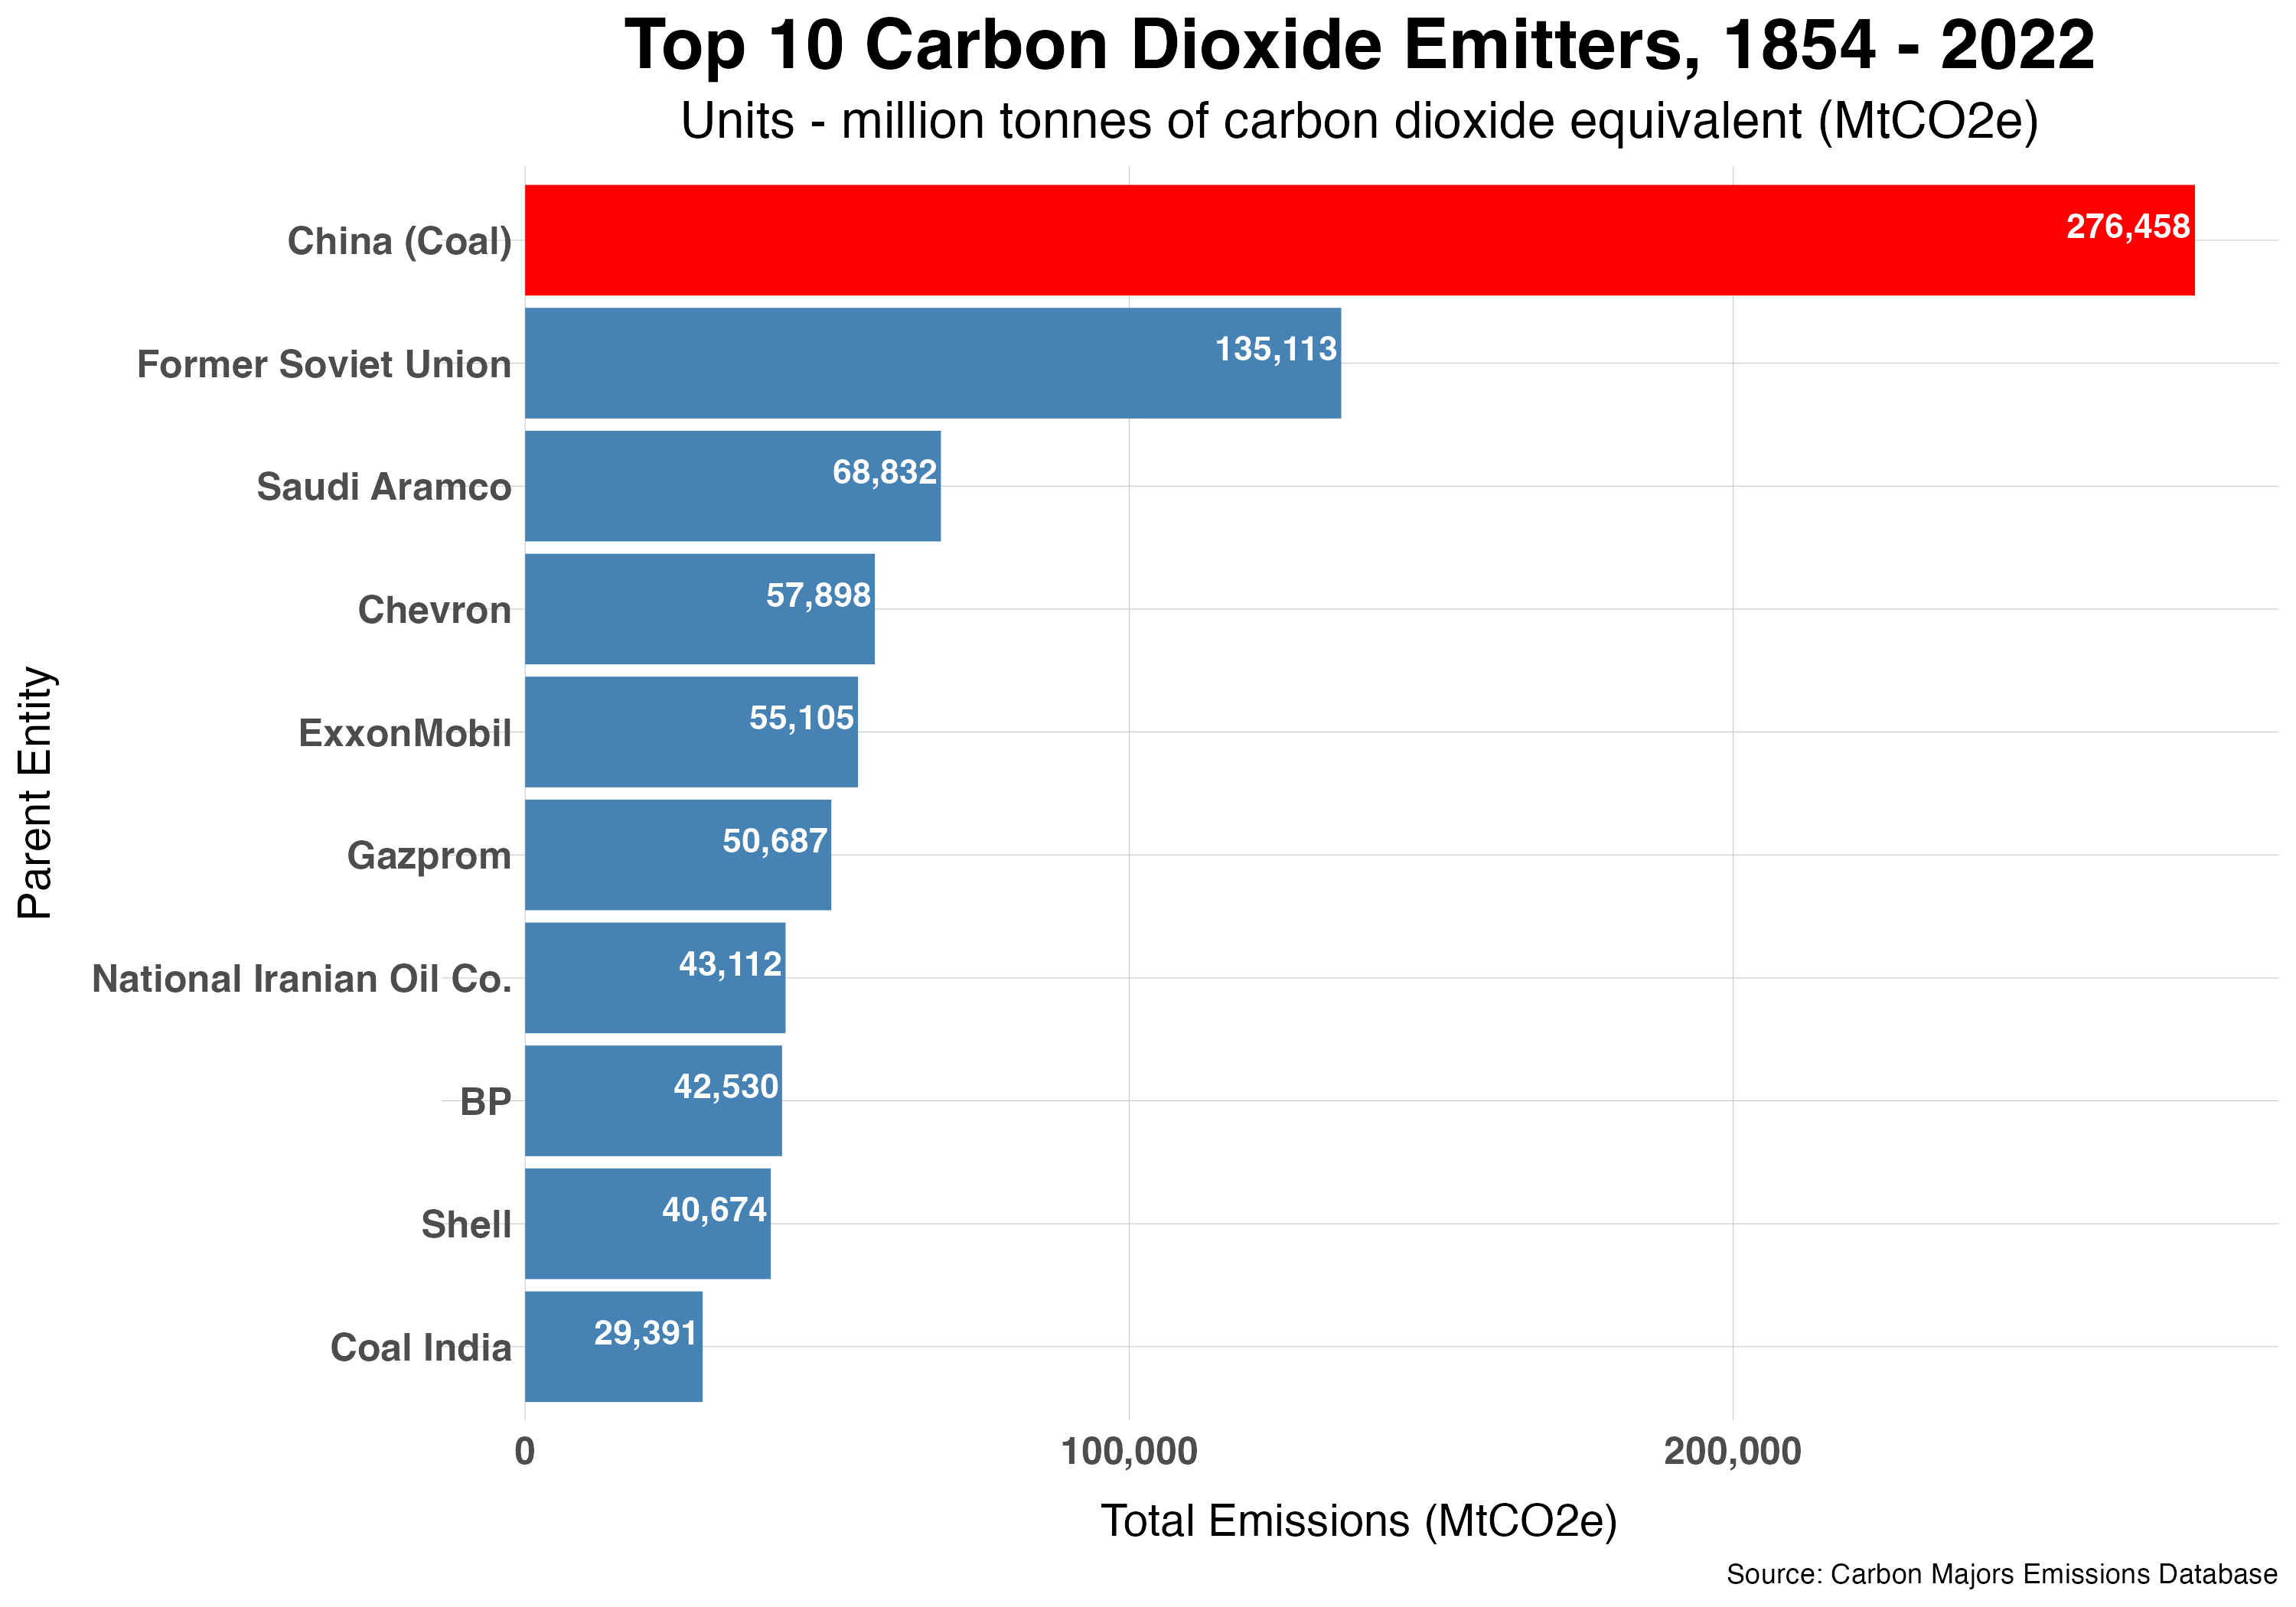 Top 10 Carbon Dioxide Emitters, 1854 - 2022
Units - million tonnes of carbon dioxide equivalent (MtCO2e)
Parent Entity
China (Coal) 276,458
Former Soviet Union 135,113
Saudi Aramco 68,832
Chevron 57,898
ExxonMobil 55,105
Gazprom 50,687
National Iranian Oil Co. 43,112
BP 42,530
Shell 40,674
Coal India 29,391
0 100,000 200,000
Total Emissions (MtCO2e)
Source: Carbon Majors Emissions Database